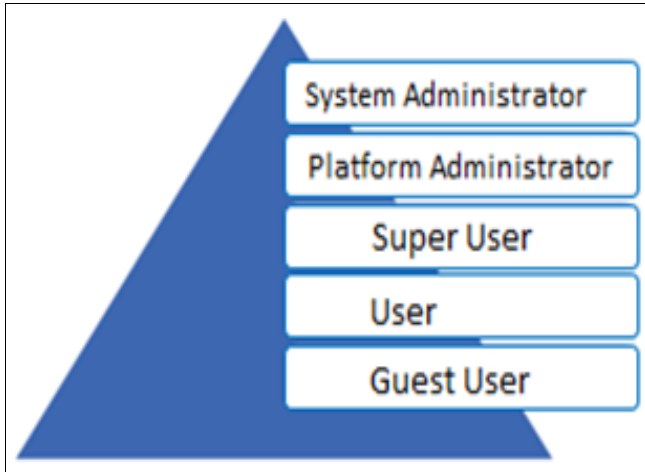 System Administrator
Platform Administrator
Super User
User
Guest User